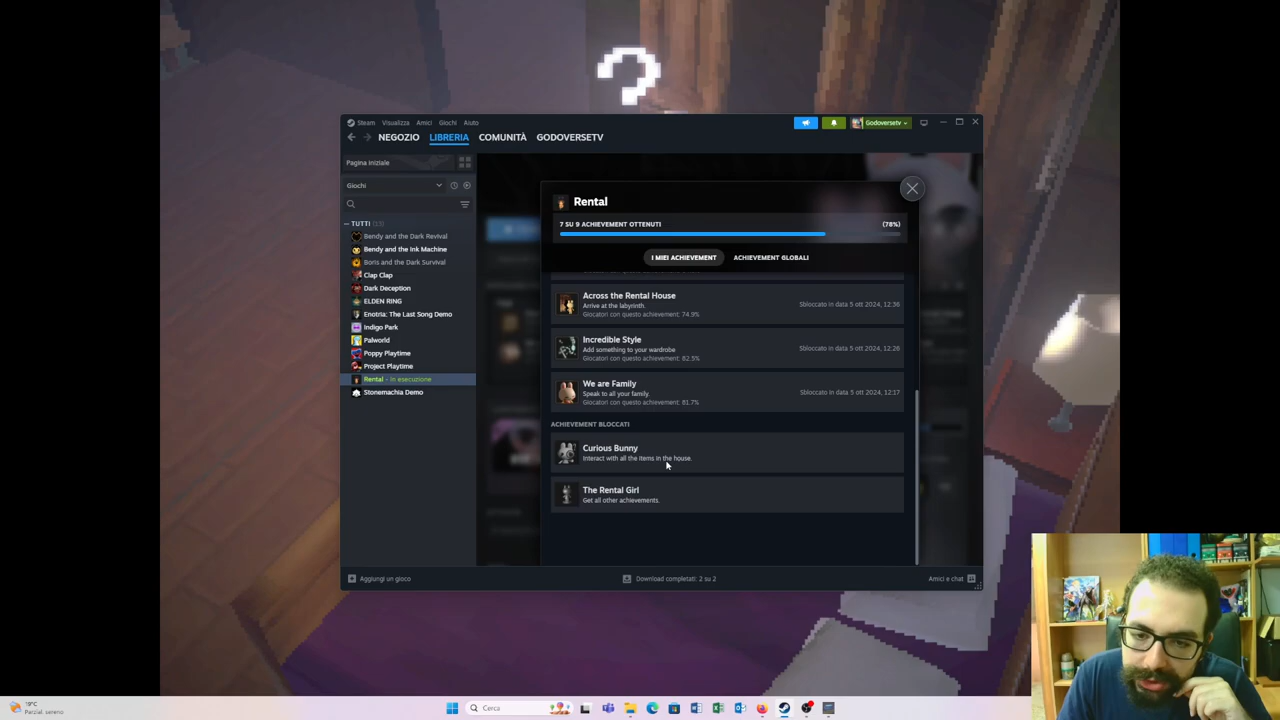 ?
Steam Visualizza Amici Giochi Aiuto
Godoversetv
NEGOZIO LIBRERIA COMUNITÀ GODOVERSETV
Pagina iniziale
Giochi
TUTTI (13)
Bendy and the Dark Revival
Bendy and the Ink Machine
Boris and the Dark Survival
Clap Clap
Dark Deception
ELDEN RING
Enotria: The Last Song Demo
Indigo Park
Palworld
Poppy Playtime
Project Playtime
Rental - In esecuzione
Stonemachia Demo
Rental
7 SU 9 ACHIEVEMENT OTTENUTI (78%)
I MIEI ACHIEVEMENT ACHIEVEMENT GLOBALI
Across the Rental House
Arrive at the labyrinth.
Giocatori con questo achievement: 74.9%
Sbloccato in data 5 ott 2024, 12:36
Incredible Style
Add something to your wardrobe
Giocatori con questo achievement: 82.5%
Sbloccato in data 5 ott 2024, 12:26
We are Family
Speak to all your family.
Giocatori con questo achievement: 81.7%
Sbloccato in data 5 ott 2024, 12:17
ACHIEVEMENT BLOCCATI
Curious Bunny
Interact with all the items in the house.
The Rental Girl
Get all other achievements.
Aggiungi un gioco
Download completati: 2 su 2
Amici e chat
19°C
Parzial. sereno
Cerca